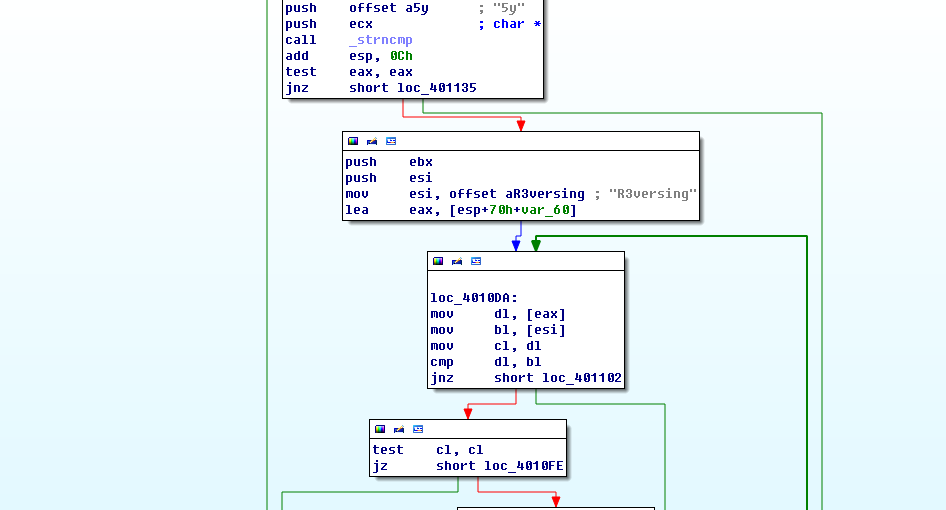 push offset a5y ; "5y"
push ecx ; char *
call _strncmp
add esp, 0Ch
test eax, eax
jnz short loc_401135
push ebx
push esi
mov esi, offset aR3versing ; "R3versing"
lea eax, [esp+70h+var_60]
loc_4010DA:
mov dl, [eax]
mov bl, [esi]
mov cl, dl
cmp dl, bl
jnz short loc_401102
test cl, cl
jz short loc_4010FE